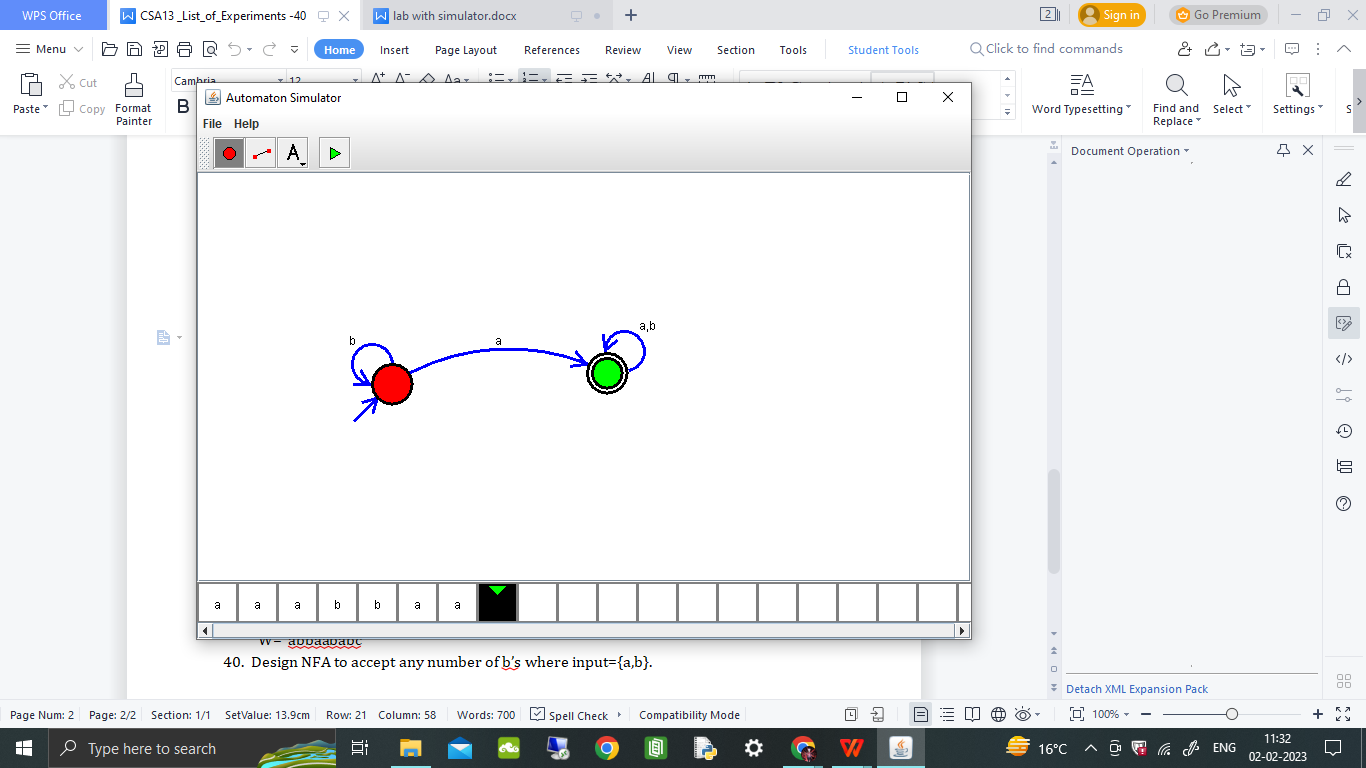 WPS Office
CSA13 _List_of_Experiments -40
lab with simulator.docx
2
Sign in
Go Premium
Menu
Home
Insert
Page Layout
References
Review
View
Section
Tools
Student Tools
Click to find commands
Paste
Cut
Copy
Format Painter
Cambria
12
B
Word Typesetting
Find and Replace
Select
Settings
S
Automaton Simulator
File Help
A
Document Operation
b
a
a,b
a a a b b a a
W= abbaababc
40. Design NFA to accept any number of b's where input={a,b}.
Detach XML Expansion Pack
Page Num: 2 Page: 2/2 Section: 1/1 SetValue: 13.9cm Row: 21 Column: 58 Words: 700 Spell Check Compatibility Mode 100%
Type here to search
16°C
ENG
11:32
02-02-2023